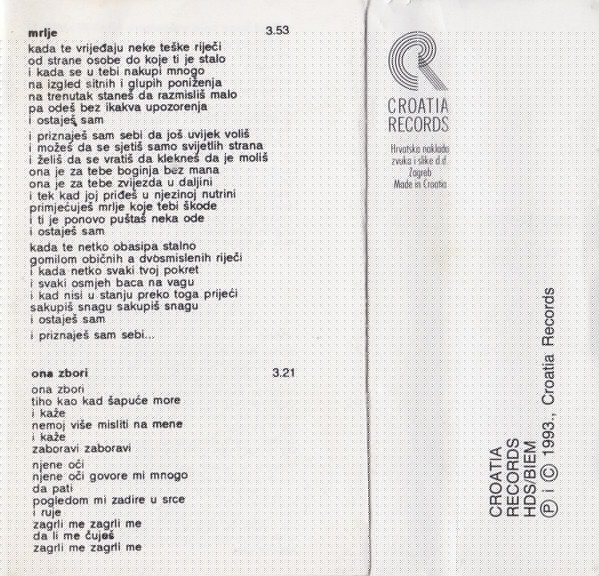 mrlje 3.53
kada te vrijeđaju neke teške riječi
od strane osobe do koje ti je stalo
i kada se u tebi nakupi mnogo
na izgled sitnih i glupih poniženja
na trenutak staneš da razmisliš malo
pa odeš bez ikakva upozorenja
i ostaješ sam
i priznaješ sam sebi da još uvijek voliš
i možeš da se sjetiš samo svijetlih strana
i želiš da se vratiš da klekneš da je moliš
ona je za tebe boginja bez mana
ona je za tebe zvijezda u daljini
i tek kad joj priđeš u njezinoj nutrini
primjećuješ mrlje koje tebi škode
i ti je ponovo puštaš neka ode
i ostaješ sam
kada te netko obasipa stalno
gomilom običnih a dvosmislenih riječi
i kada netko svaki tvoj pokret
i svaki osmjeh baca na vagu
i kad nisi u stanju preko toga prijeći
sakupiš snagu sakupiš snagu
i ostaješ sam
i priznaješ sam sebi...
ona zbori 3.21
ona zbori
tiho kao kad šapuće more
i kaže
nemoj više misliti na mene
i kaže
zaboravi zaboravi
njene oči
njene oči govore mi mnogo
da pati
pogledom mi zadire u srce
i ruje
zagrli me zagrli me
da li me čuješ
zagrli me zagrli me
CROATIA
RECORDS
Hrvatska naklada
zvuka i slike d.d.
Zagreb
Made in Croatia
CROATIA
RECORDS
HDS/BIEM
Ⓟ i © 1993., Croatia Records